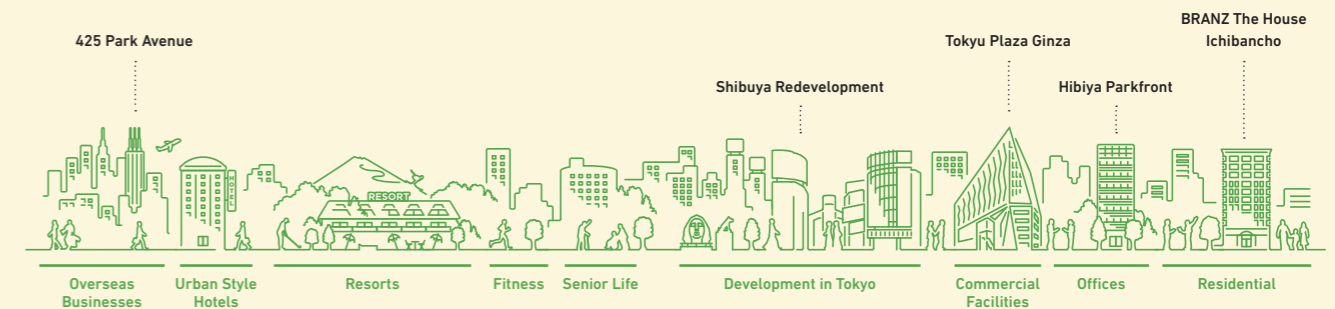 425 Park Avenue
Shibuya Redevelopment
Tokyu Plaza Ginza
Hibiya Parkfront
BRANZ The House
Ichibancho
HOTEL
RESORT
Overseas
Businesses
Urban Style
Hotels
Resorts
Fitness
Senior Life
Development in Tokyo
Commercial
Facilities
Offices
Residential